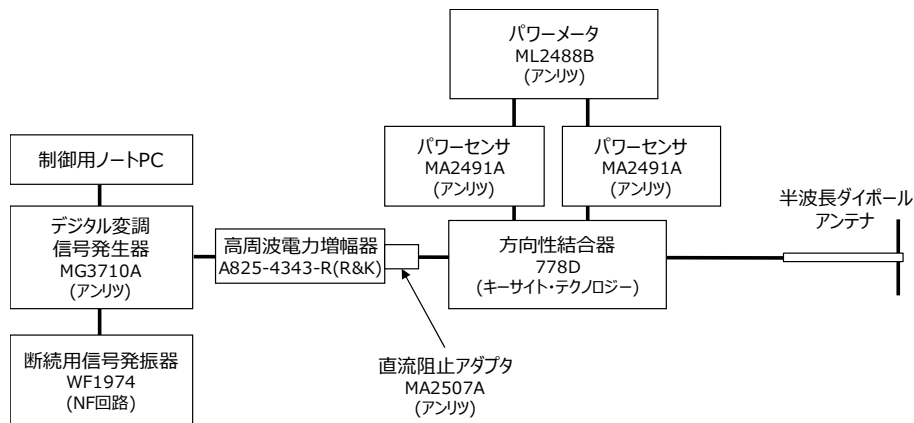 パワーメータ
ML2488B
(アンリツ)
パワーセンサ
MA2491A
(アンリツ)
パワーセンサ
MA2491A
(アンリツ)
制御用ノートPC
デジタル変調
信号発生器
MG3710A
(アンリツ)
高周波電力増幅器
A825-4343-R(R&K)
方向性結合器
778D
(キーサイト・テクノロジー)
半波長ダイポール
アンテナ
断続用信号発振器
WF1974
(NF回路)
直流阻止アダプタ
MA2507A
(アンリツ)